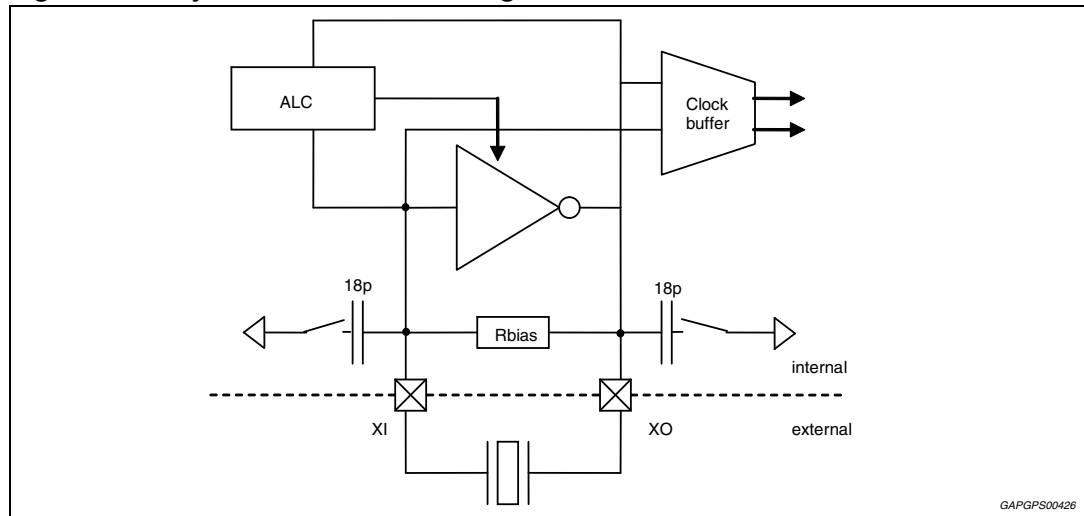 ALC
Clock
buffer
18p
18p
Rbias
internal
XI
XO
external
GAPGPS00426